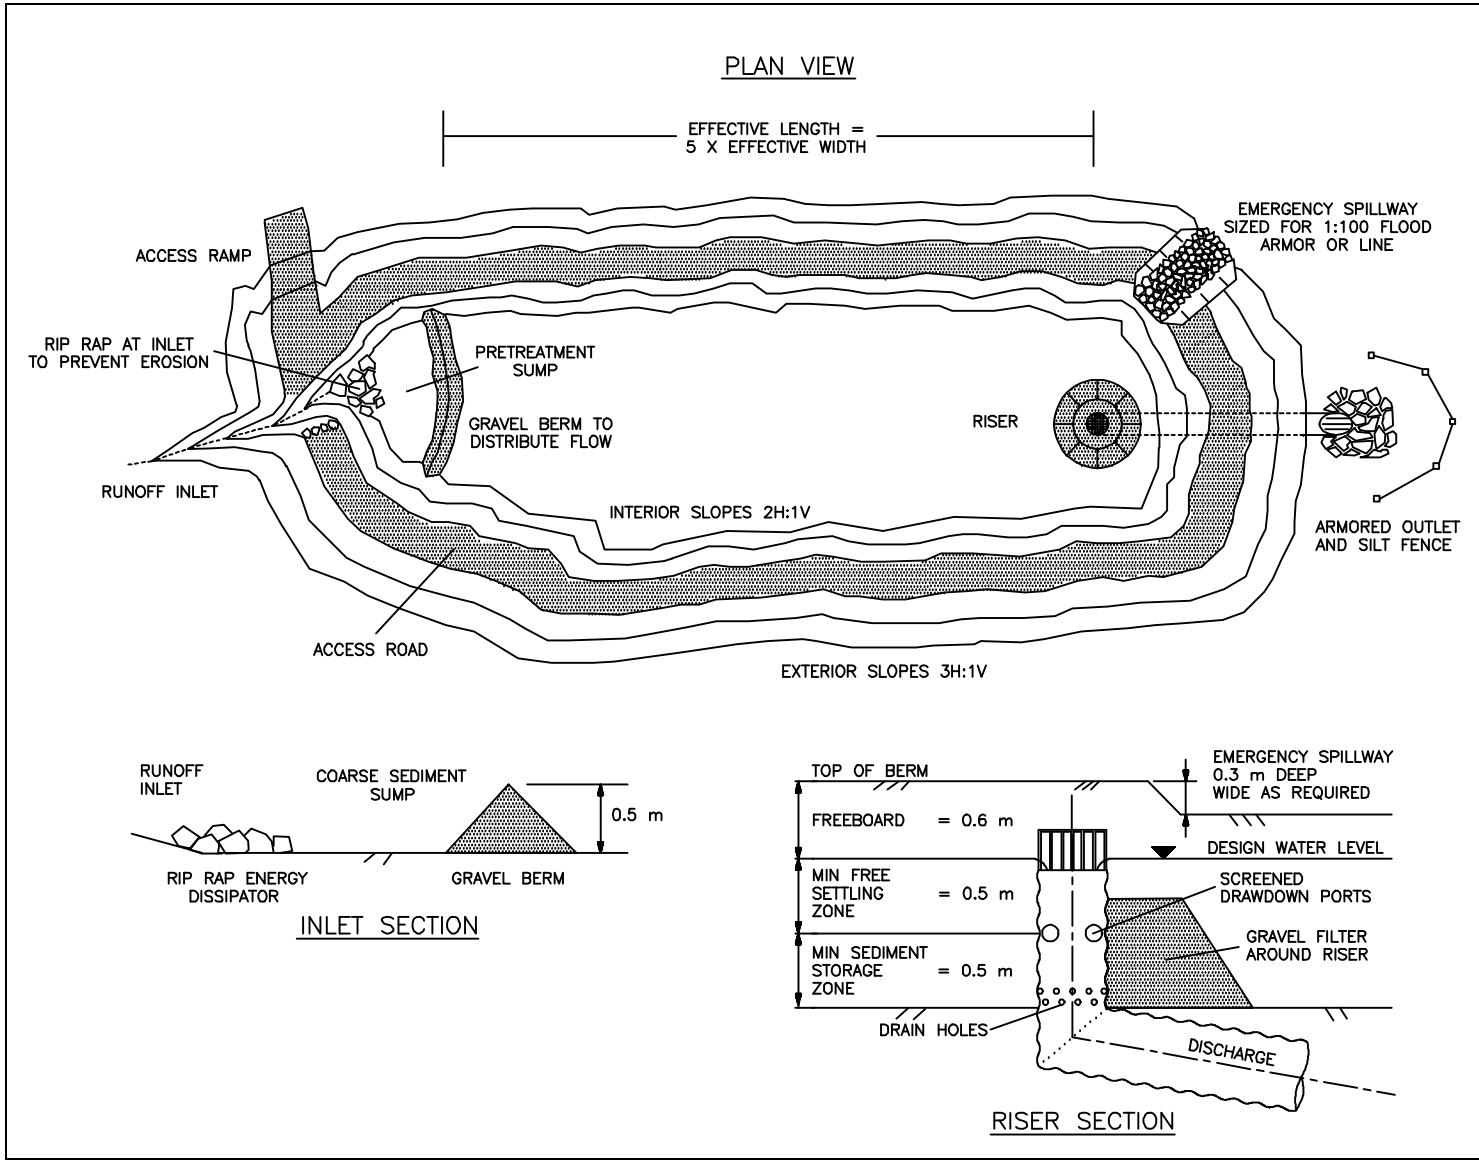 PLAN VIEW
EFFECTIVE LENGTH =
5 X EFFECTIVE WIDTH
EMERGENCY SPILLWAY
SIZED FOR 1:100 FLOOD
ARMOR OR LINE
ACCESS RAMP
RIP RAP AT INLET
TO PREVENT EROSION
PRETREATMENT
SUMP
GRAVEL BERM TO
DISTRIBUTE FLOW
RISER
RUNOFF INLET
INTERIOR SLOPES 2H:1V
ARMORED OUTLET
AND SILT FENCE
ACCESS ROAD
EXTERIOR SLOPES 3H:1V
RUNOFF
INLET
COARSE SEDIMENT
SUMP
0.5 m
RIP RAP ENERGY
DISSIPATOR
GRAVEL BERM
INLET SECTION
TOP OF BERM
EMERGENCY SPILLWAY
0.3 m DEEP
WIDE AS REQUIRED
FREEBOARD = 0.6 m
DESIGN WATER LEVEL
MIN FREE
SETTLING = 0.5 m
ZONE
SCREENED
DRAWDOWN PORTS
GRAVEL FILTER
AROUND RISER
MIN SEDIMENT
STORAGE = 0.5 m
ZONE
DRAIN HOLES
DISCHARGE
RISER SECTION